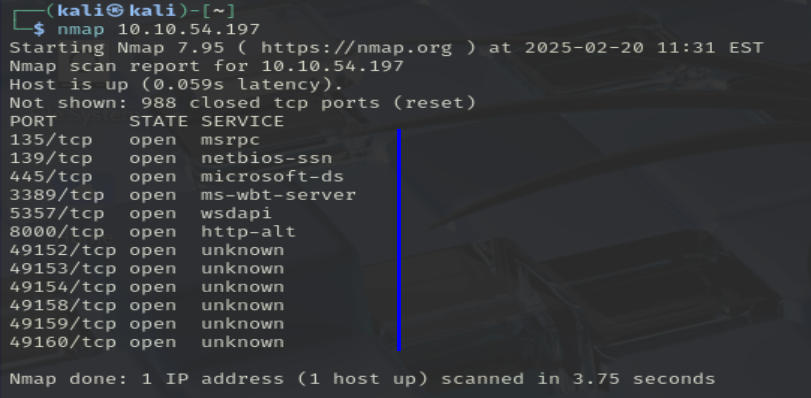 ┌──(kali㉿kali)-[~]
└─$ nmap 10.10.54.197
Starting Nmap 7.95 ( https://nmap.org ) at 2025-02-20 11:31 EST
Nmap scan report for 10.10.54.197
Host is up (0.059s latency).
Not shown: 988 closed tcp ports (reset)
PORT      STATE SERVICE
135/tcp   open  msrpc
139/tcp   open  netbios-ssn
445/tcp   open  microsoft-ds
3389/tcp  open  ms-wbt-server
5357/tcp  open  wsdapi
8000/tcp  open  http-alt
49152/tcp open  unknown
49153/tcp open  unknown
49154/tcp open  unknown
49158/tcp open  unknown
49159/tcp open  unknown
49160/tcp open  unknown
Nmap done: 1 IP address (1 host up) scanned in 3.75 seconds